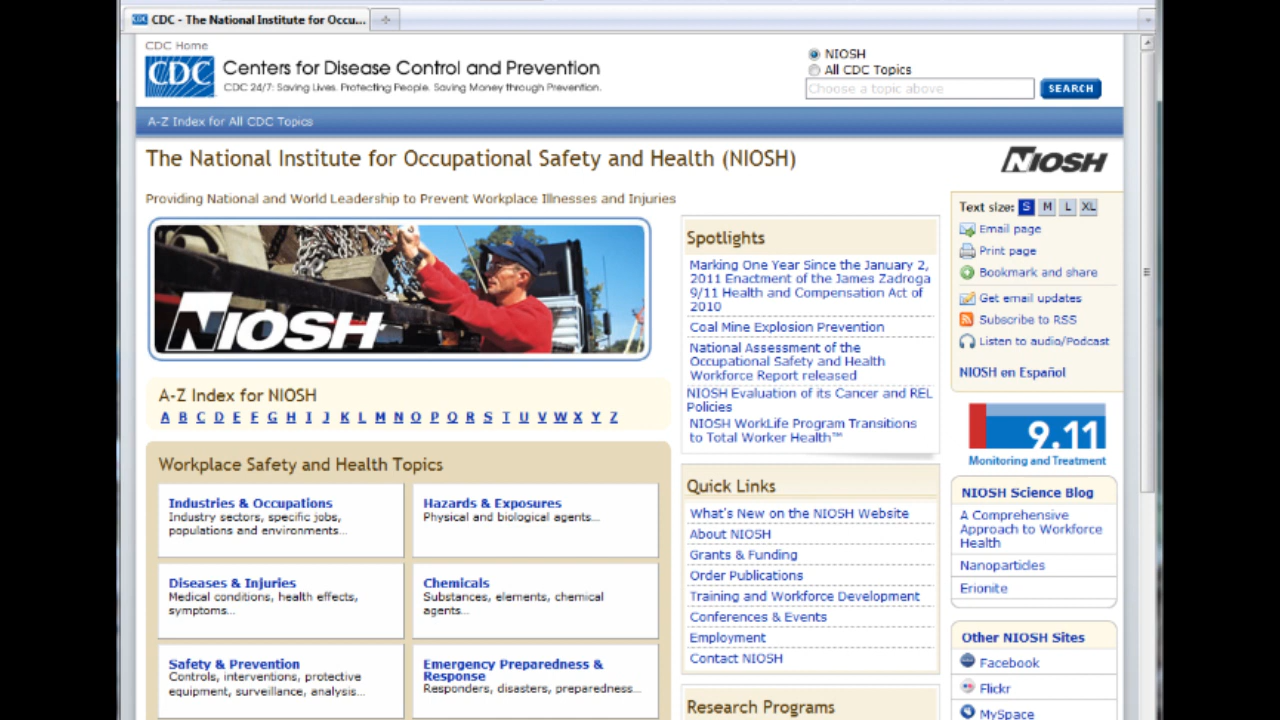 CDC - The National Institute for Occu...
CDC Home
CDC
Centers for Disease Control and Prevention
CDC 24/7: Saving Lives. Protecting People. Saving Money through Prevention.
NIOSH
All CDC Topics
Choose a topic above
SEARCH
A-Z Index for All CDC Topics
The National Institute for Occupational Safety and Health (NIOSH)
NIOSH
Providing National and World Leadership to Prevent Workplace Illnesses and Injuries
NIOSH
A-Z Index for NIOSH
A B C D E F G H I J K L M N O P Q R S T U V W X Y Z
Workplace Safety and Health Topics
Industries & Occupations
Industry sectors, specific jobs,
populations and environments...
Hazards & Exposures
Physical and biological agents...
Diseases & Injuries
Medical conditions, health effects,
symptoms...
Chemicals
Substances, elements, chemical
agents...
Safety & Prevention
Controls, interventions, protective
equipment, surveillance, analysis...
Emergency Preparedness &
Response
Responders, disasters, preparedness...
Spotlights
Marking One Year Since the January 2,
2011 Enactment of the James Zadroga
9/11 Health and Compensation Act of
2010
Coal Mine Explosion Prevention
National Assessment of the
Occupational Safety and Health
Workforce Report released
NIOSH Evaluation of its Cancer and REL
Policies
NIOSH WorkLife Program Transitions
to Total Worker Health™
Quick Links
What's New on the NIOSH Website
About NIOSH
Grants & Funding
Order Publications
Training and Workforce Development
Conferences & Events
Employment
Contact NIOSH
Research Programs
Text size: S M L XL
Email page
Print page
Bookmark and share
Get email updates
Subscribe to RSS
Listen to audio/Podcast
NIOSH en Español
9.11
Monitoring and Treatment
NIOSH Science Blog
A Comprehensive
Approach to Workforce
Health
Nanoparticles
Erionite
Other NIOSH Sites
Facebook
Flickr
MySpace